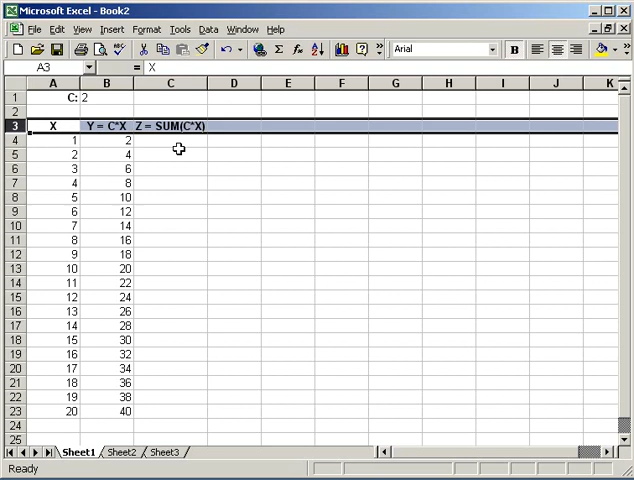 Microsoft Excel - Book2
File Edit View Insert Format Tools Data Window Help
Arial B
A3 = X
A B C D E F G H I J K
1 C: 2
2
3 X Y = C*X Z = SUM(C*X)
4 1 2
5 2 4
6 3 6
7 4 8
8 5 10
9 6 12
10 7 14
11 8 16
12 9 18
13 10 20
14 11 22
15 12 24
16 13 26
17 14 28
18 15 30
19 16 32
20 17 34
21 18 36
22 19 38
23 20 40
24
25
Sheet1 Sheet2 Sheet3
Ready